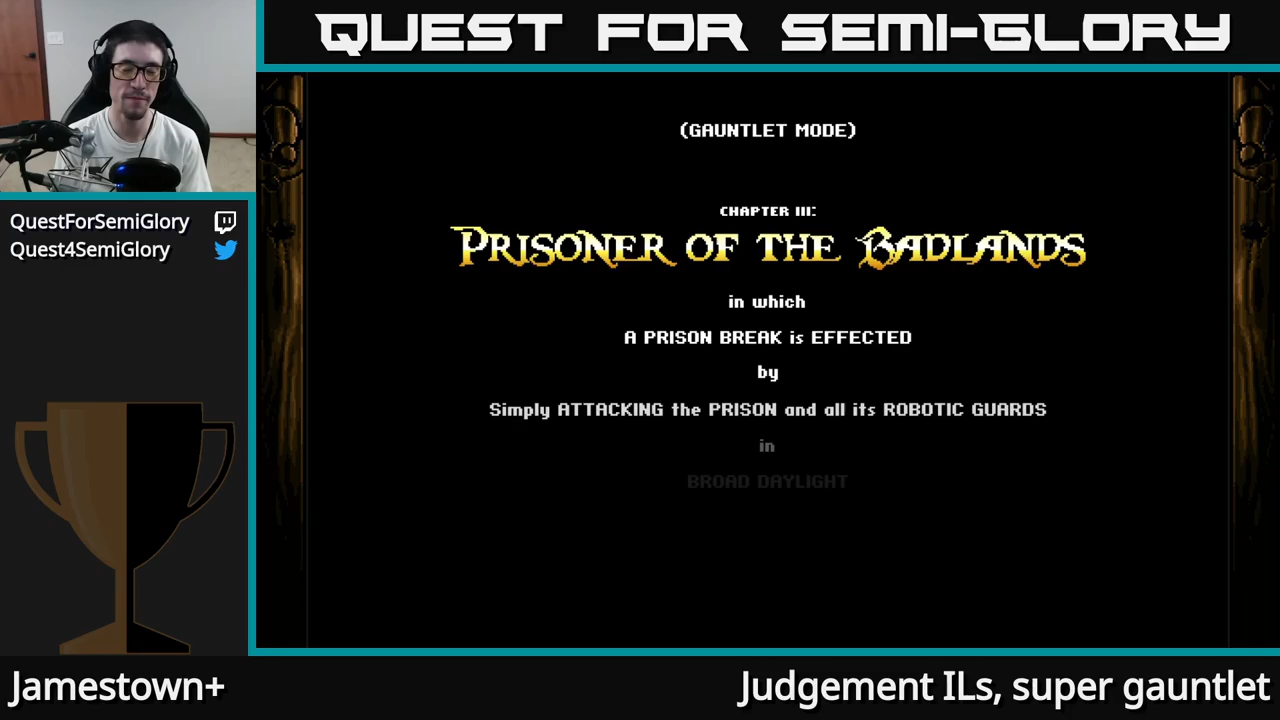 QUEST FOR SEMI-GLORY
QuestForSemiGlory
Quest4SemiGlory
(GAUNTLET MODE)
CHAPTER III:
PRISONER OF THE BADLANDS
in which
A PRISON BREAK is EFFECTED
by
Simply ATTACKING the PRISON and all its ROBOTIC GUARDS
in
BROAD DAYLIGHT
Jamestown+
Judgement ILs, super gauntlet